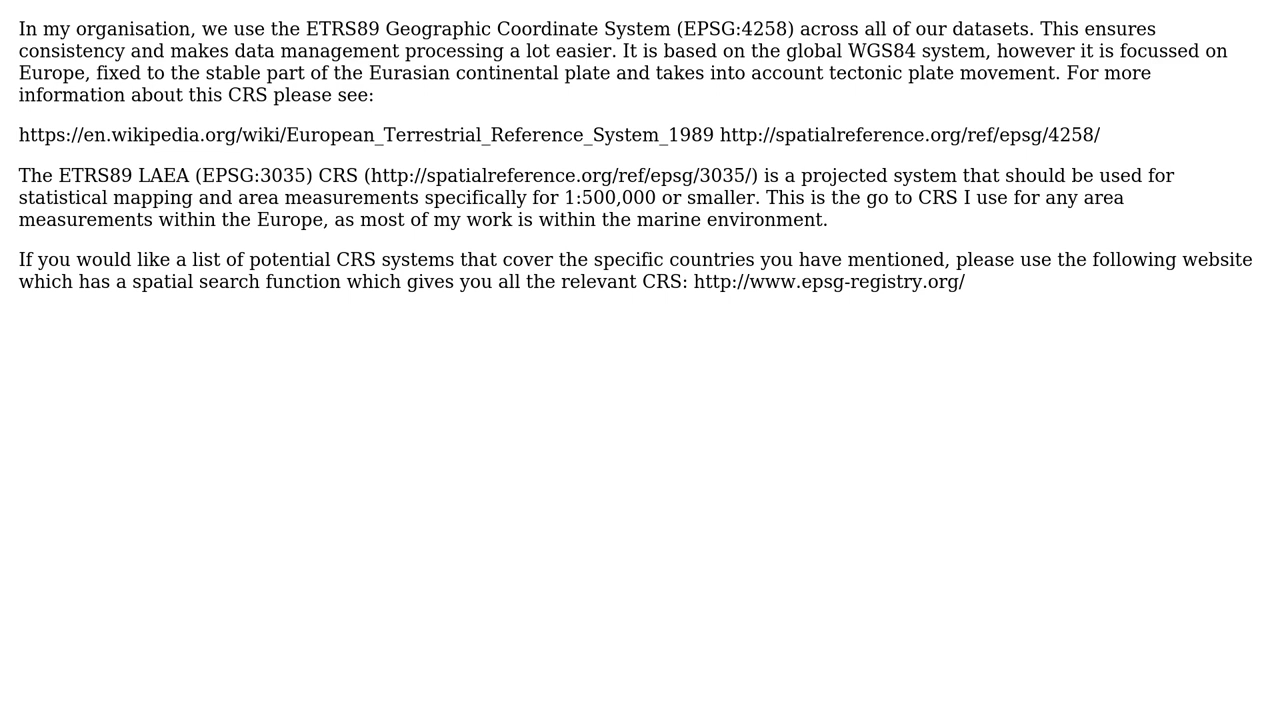 In my organisation, we use the ETRS89 Geographic Coordinate System (EPSG:4258) across all of our datasets. This ensures
consistency and makes data management processing a lot easier. It is based on the global WGS84 system, however it is focussed on
Europe, fixed to the stable part of the Eurasian continental plate and takes into account tectonic plate movement. For more
information about this CRS please see:
https://en.wikipedia.org/wiki/European_Terrestrial_Reference_System_1989 http://spatialreference.org/ref/epsg/4258/
The ETRS89 LAEA (EPSG:3035) CRS (http://spatialreference.org/ref/epsg/3035/) is a projected system that should be used for
statistical mapping and area measurements specifically for 1:500,000 or smaller. This is the go to CRS I use for any area
measurements within the Europe, as most of my work is within the marine environment.
If you would like a list of potential CRS systems that cover the specific countries you have mentioned, please use the following website
which has a spatial search function which gives you all the relevant CRS: http://www.epsg-registry.org/